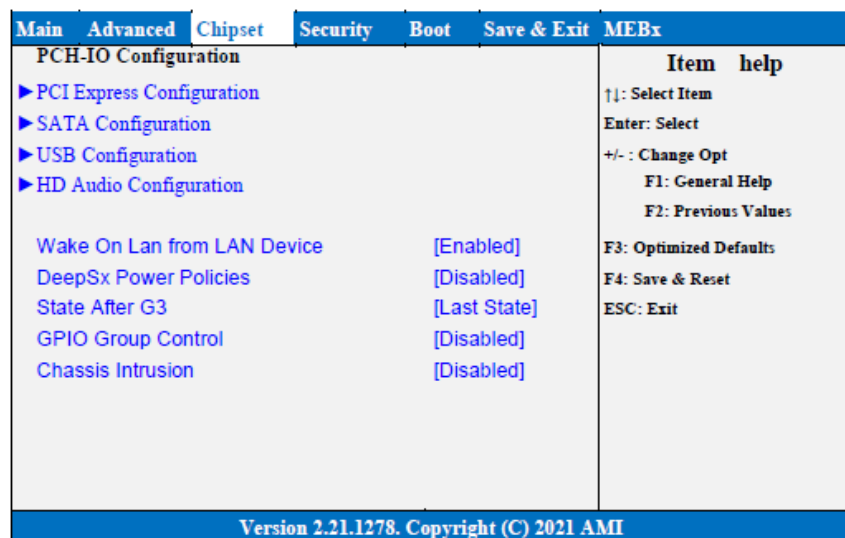 Main Advanced Chipset Security Boot Save & Exit MEBx
PCH-IO Configuration
►PCI Express Configuration
►SATA Configuration
►USB Configuration
►HD Audio Configuration
Wake On Lan from LAN Device [Enabled]
DeepSx Power Policies [Disabled]
State After G3 [Last State]
GPIO Group Control [Disabled]
Chassis Intrusion [Disabled]
Item help
↑↓: Select Item
Enter: Select
+/- : Change Opt
F1: General Help
F2: Previous Values
F3: Optimized Defaults
F4: Save & Reset
ESC: Exit
Version 2.21.1278. Copyright (C) 2021 AMI